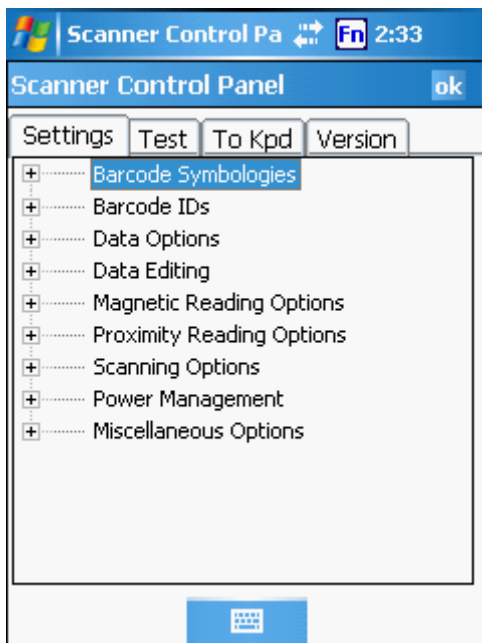 Scanner Control Pa Fn 2:33
Scanner Control Panel ok
Settings Test To Kpd Version
Barcode Symbologies
Barcode IDs
Data Options
Data Editing
Magnetic Reading Options
Proximity Reading Options
Scanning Options
Power Management
Miscellaneous Options